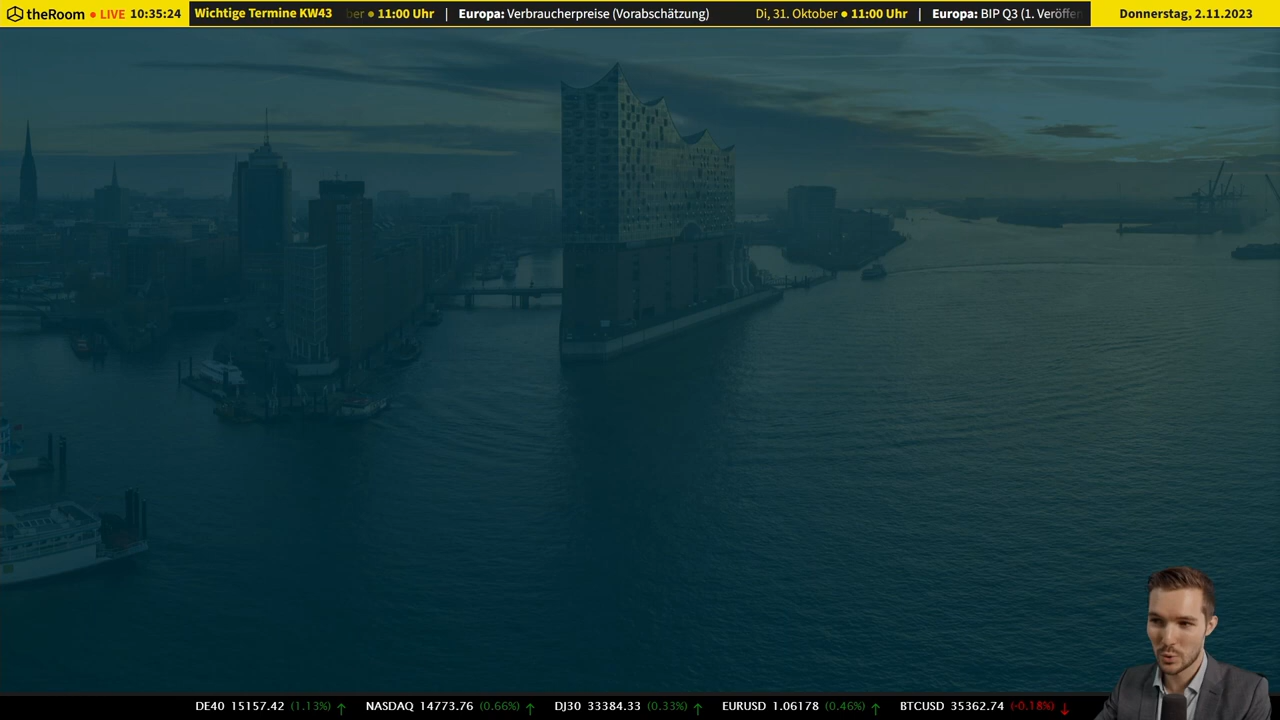 theRoom ● LIVE 10:35:24 Wichtige Termine KW43 ber ● 11:00 Uhr | Europa: Verbraucherpreise (Vorabschätzung) Di, 31. Oktober ● 11:00 Uhr | Europa: BIP Q3 (1. Veröffen Donnerstag, 2.11.2023
DE40 15157.42 (1.13%) ↑ NASDAQ 14773.76 (0.66%) ↑ DJ30 33384.33 (0.33%) ↑ EURUSD 1.06178 (0.46%) ↑ BTCUSD 35362.74 (-0.18%) ↓